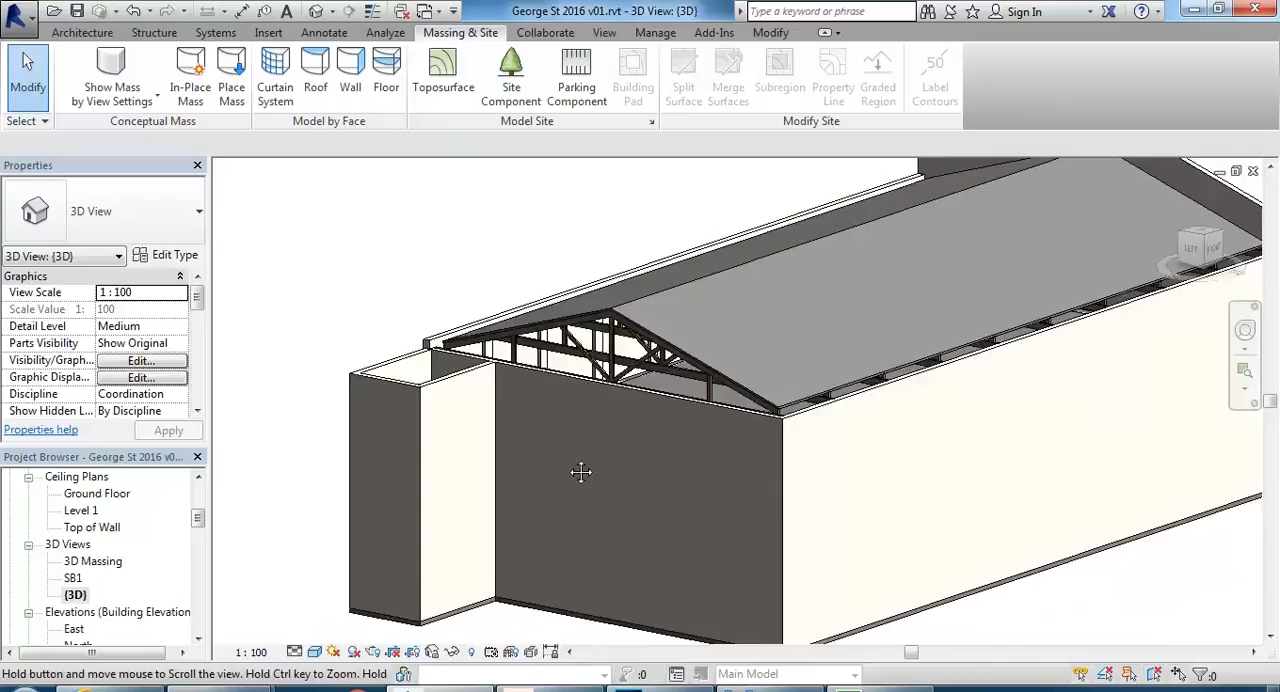 George St 2016 v01.rvt - 3D View: {3D}
Type a keyword or phrase
Sign In
Architecture Structure Systems Insert Annotate Analyze Massing & Site Collaborate View Manage Add-Ins Modify
Modify
Show Mass
by View Settings
In-Place
Mass
Place
Mass
Curtain
System
Roof
Wall
Floor
Toposurface
Site
Component
Parking
Component
Building
Pad
Split
Surface
Merge
Surfaces
Subregion
Property
Line
Graded
Region
50
Label
Contours
Select
Conceptual Mass
Model by Face
Model Site
Modify Site
Properties
3D View
3D View: {3D}
Edit Type
Graphics
View Scale 1 : 100
Scale Value 1: 100
Detail Level Medium
Parts Visibility Show Original
Visibility/Graph... Edit...
Graphic Displa... Edit...
Discipline Coordination
Show Hidden L... By Discipline
Properties help
Apply
Project Browser - George St 2016 v0...
Ceiling Plans
Ground Floor
Level 1
Top of Wall
3D Views
3D Massing
SB1
{3D}
Elevations (Building Elevation
East
LEFT
FRONT
1 : 100
Hold button and move mouse to Scroll the view. Hold Ctrl key to Zoom. Hold
:0
Main Model
:0